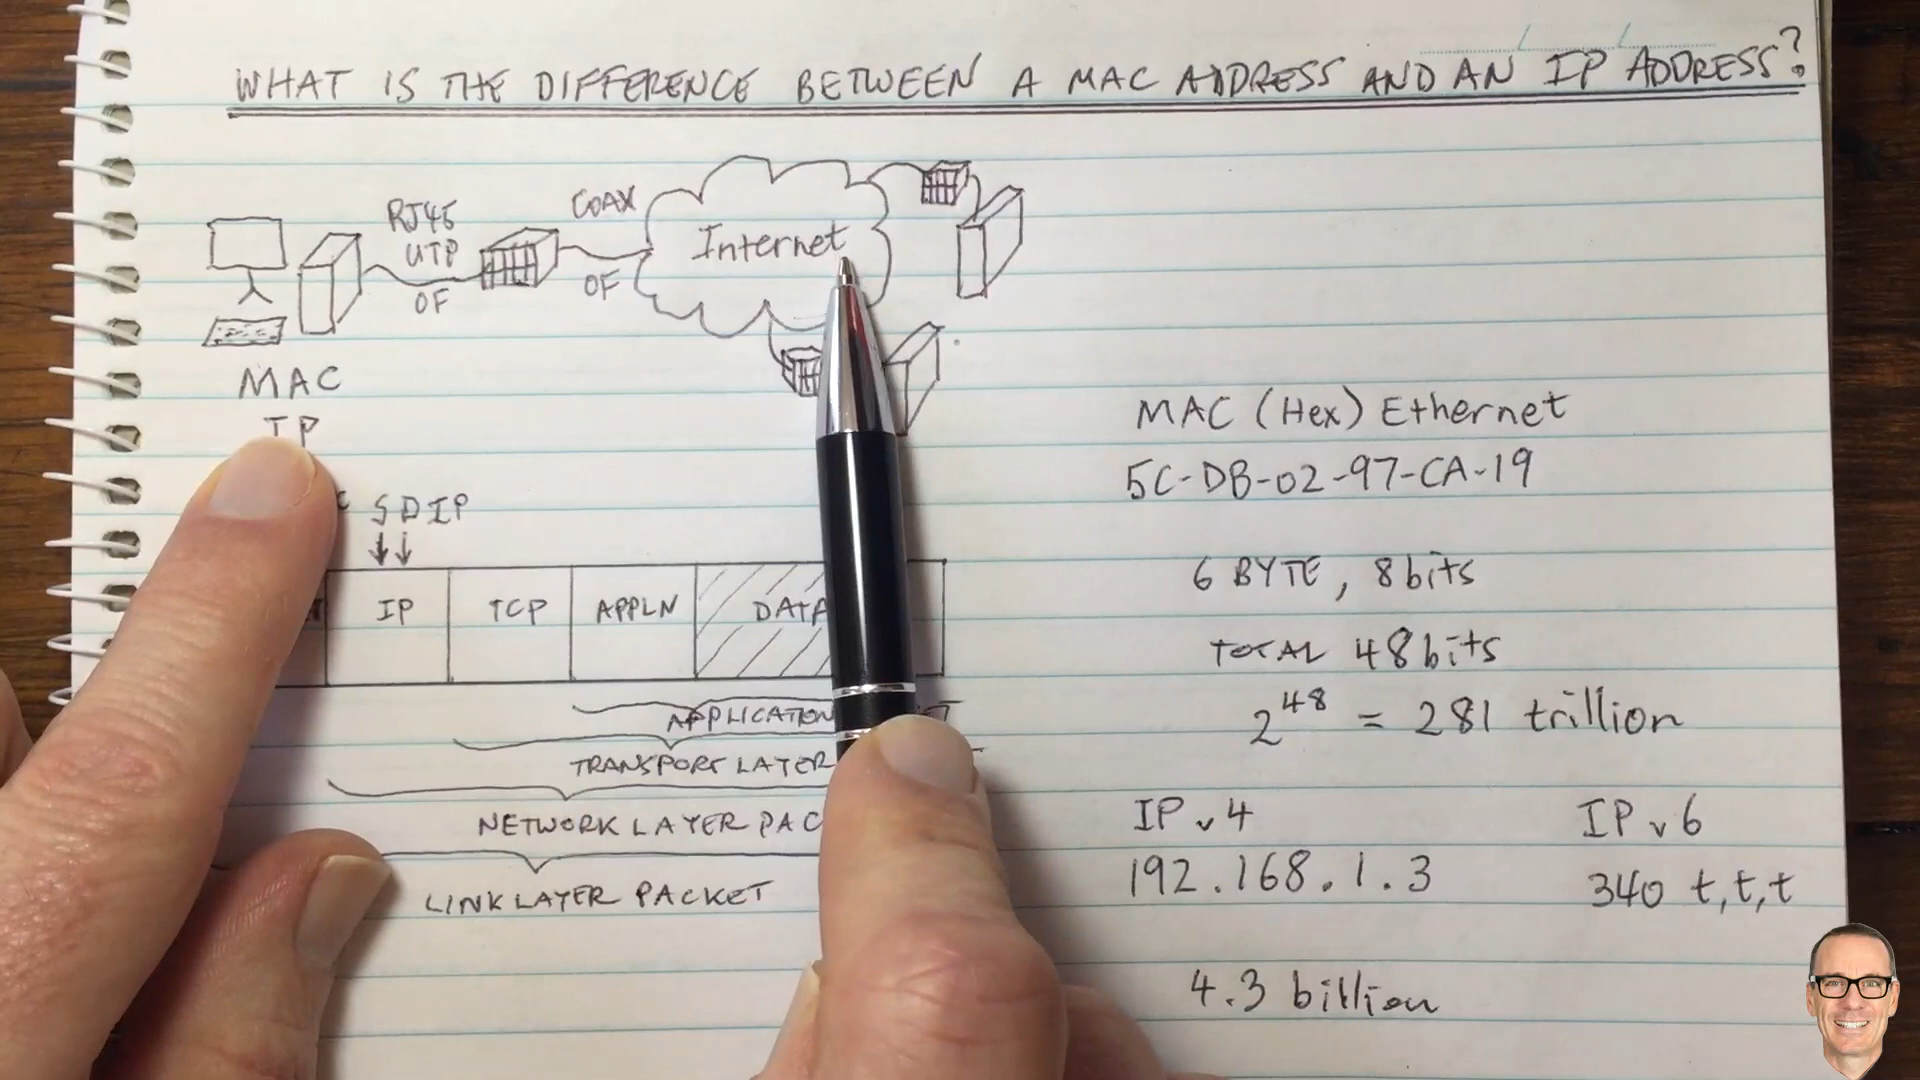 WHAT IS THE DIFFERENCE BETWEEN A MAC ADDRESS AND AN IP ADDRESS?
RJ45
UTP
OF
COAX
OF
Internet
MAC
IP
S D IP
IP
TCP
APPLN
DATA
APPLICATION
TRANSPORT LAYER
NETWORK LAYER PAC
LINK LAYER PACKET
MAC (Hex) Ethernet
5C-DB-02-97-CA-19
6 BYTE, 8 bits
TOTAL 48 bits
2^48 = 281 trillion
IP v 4
192.168.1.3
4.3 billion
IP v 6
340 t, t, t